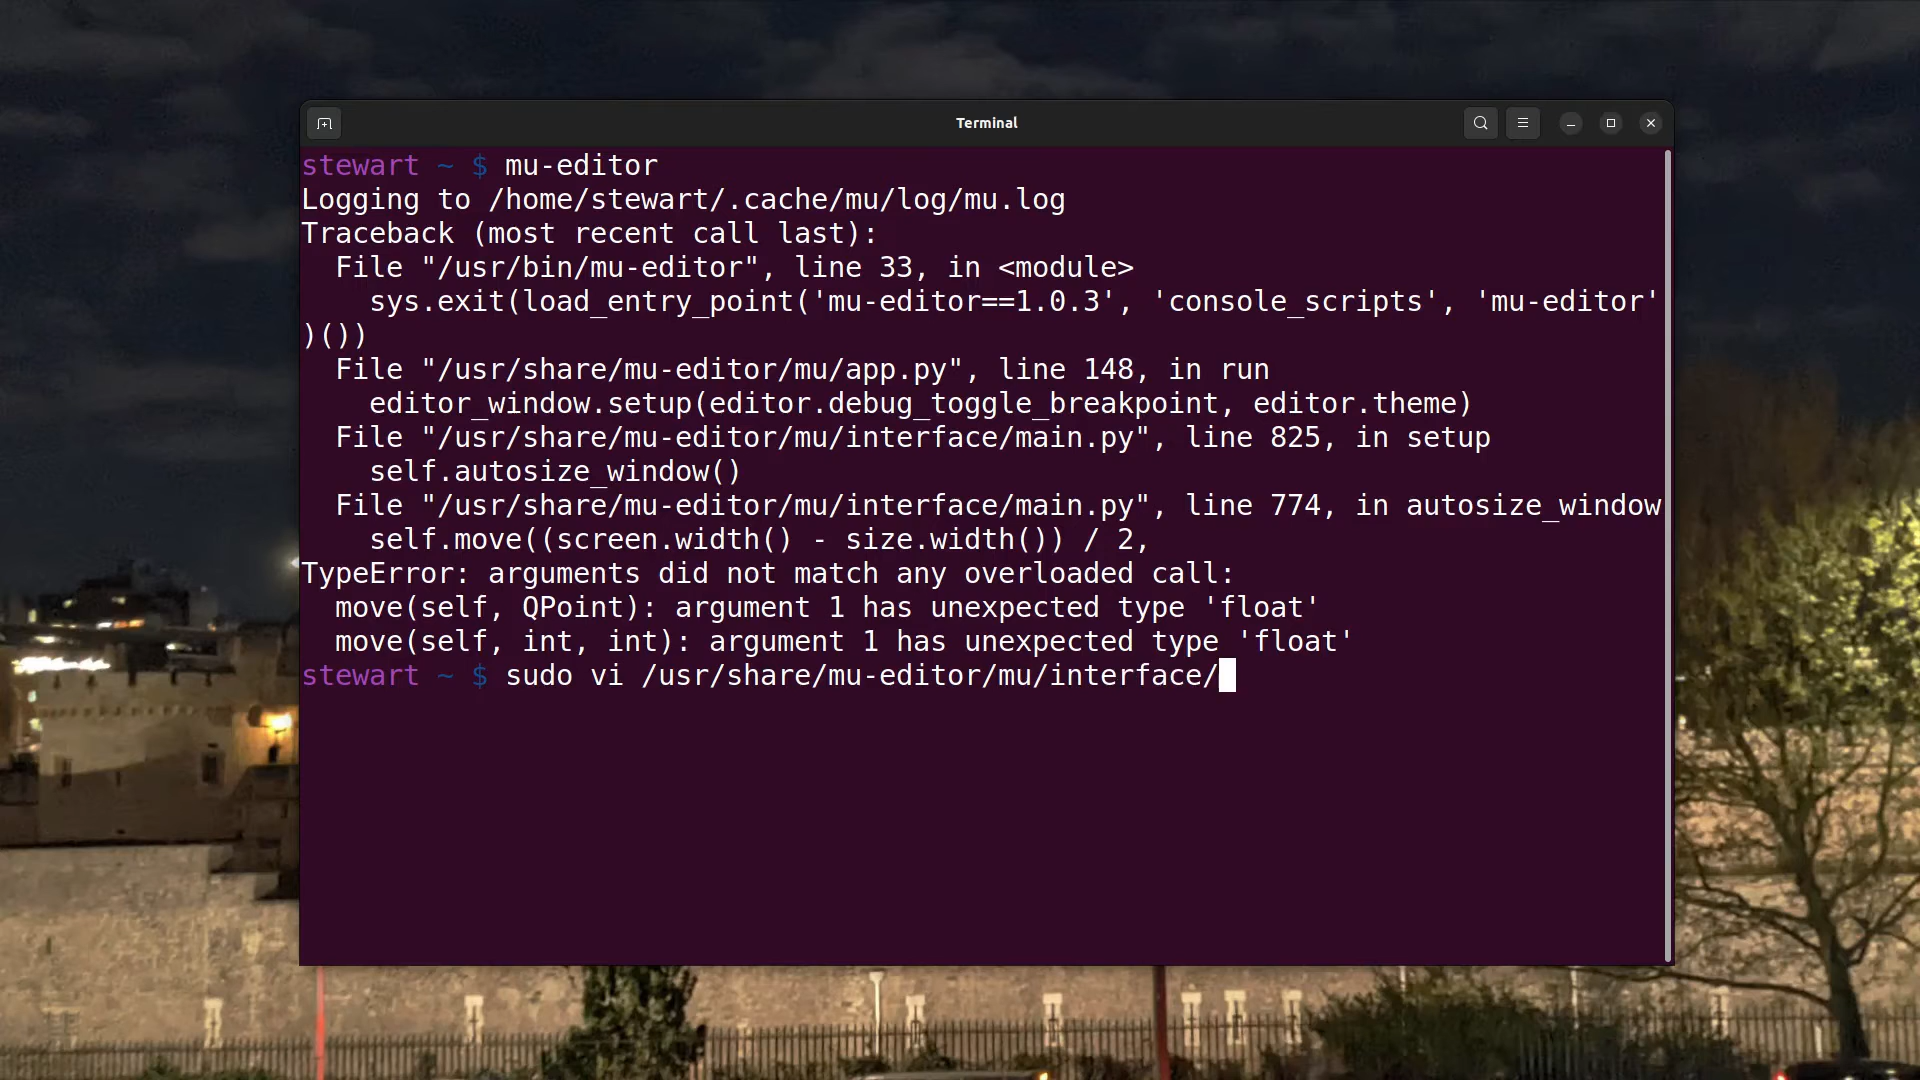 Terminal
stewart ~ $ mu-editor
Logging to /home/stewart/.cache/mu/log/mu.log
Traceback (most recent call last):
  File "/usr/bin/mu-editor", line 33, in <module>
    sys.exit(load_entry_point('mu-editor==1.0.3', 'console_scripts', 'mu-editor'
)())
  File "/usr/share/mu-editor/mu/app.py", line 148, in run
    editor_window.setup(editor.debug_toggle_breakpoint, editor.theme)
  File "/usr/share/mu-editor/mu/interface/main.py", line 825, in setup
    self.autosize_window()
  File "/usr/share/mu-editor/mu/interface/main.py", line 774, in autosize_window
    self.move((screen.width() - size.width()) / 2,
TypeError: arguments did not match any overloaded call:
  move(self, QPoint): argument 1 has unexpected type 'float'
  move(self, int, int): argument 1 has unexpected type 'float'
stewart ~ $ sudo vi /usr/share/mu-editor/mu/interface/